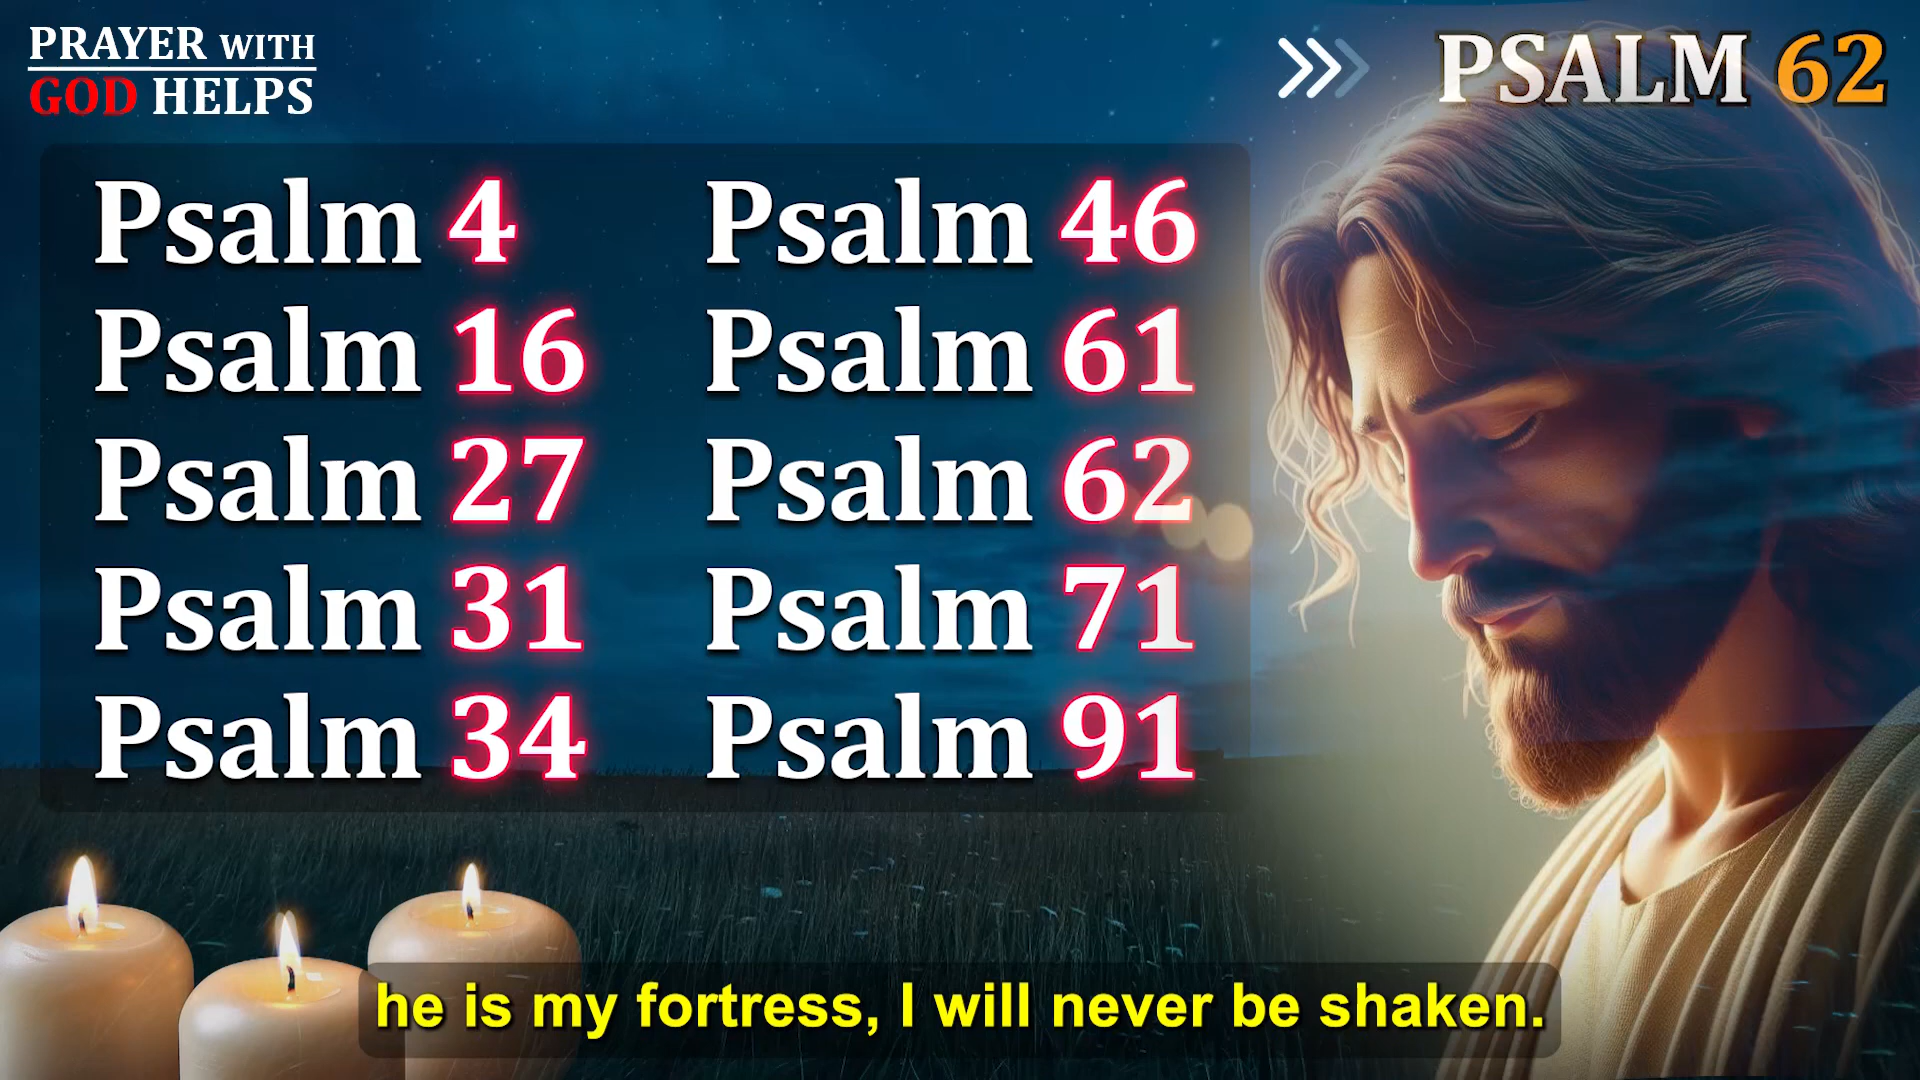 PRAYER WITH
GOD HELPS
PSALM 62
Psalm 4
Psalm 16
Psalm 27
Psalm 31
Psalm 34
Psalm 46
Psalm 61
Psalm 62
Psalm 71
Psalm 91
he is my fortress, I will never be shaken.